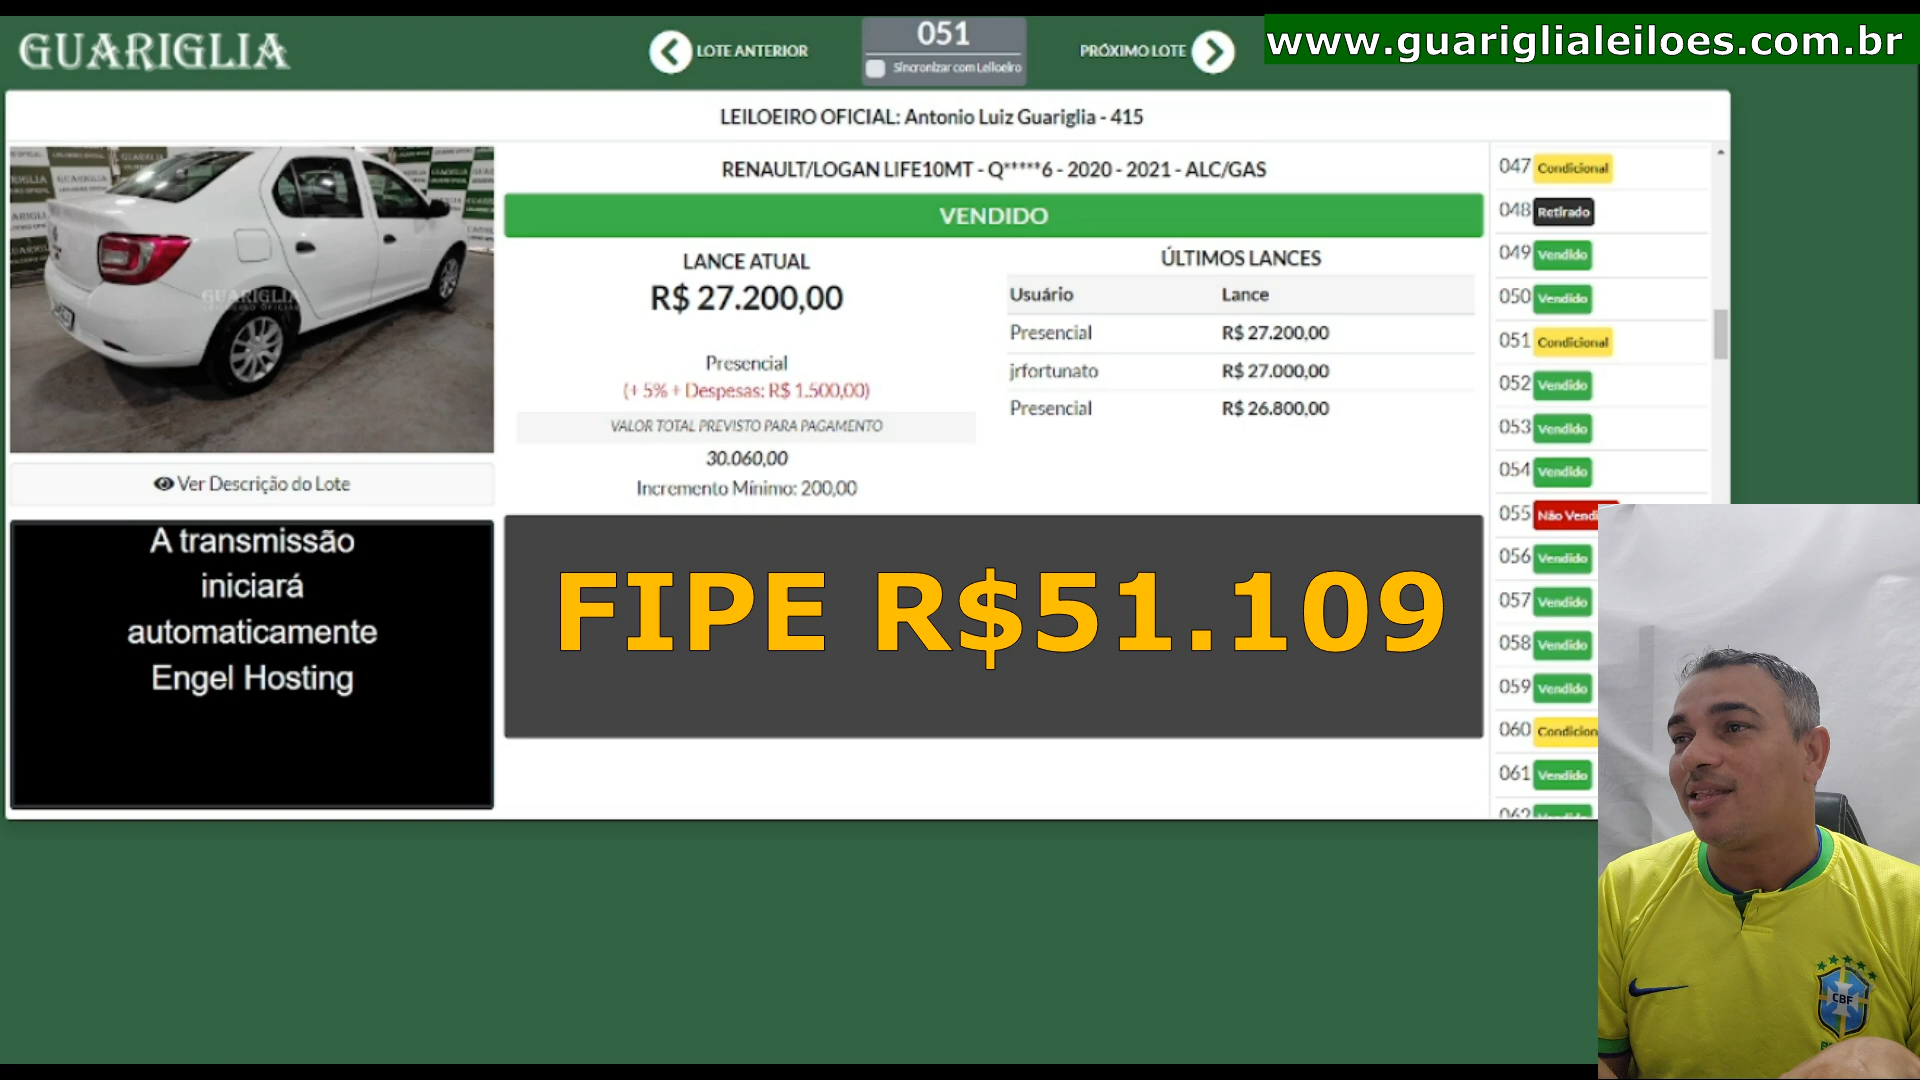 GUARIGLIA
LOTE ANTERIOR
051
Sincronizar com Leiloeiro
PRÓXIMO LOTE
www.guariglialeiloes.com.br
LEILOEIRO OFICIAL: Antonio Luiz Guariglia - 415
RENAULT/LOGAN LIFE10MT - Q*****6 - 2020 - 2021 - ALC/GAS
VENDIDO
LANCE ATUAL
R$ 27.200,00
Presencial
(+ 5% + Despesas: R$ 1.500,00)
VALOR TOTAL PREVISTO PARA PAGAMENTO
30.060,00
Incremento Mínimo: 200,00
ÚLTIMOS LANCES
Usuário Lance
Presencial R$ 27.200,00
jrfortunato R$ 27.000,00
Presencial R$ 26.800,00
GUARIGLIA
Ver Descrição do Lote
A transmissão
iniciará
automaticamente
Engel Hosting
FIPE R$51.109
047 Condicional
048 Retirado
049 Vendido
050 Vendido
051 Condicional
052 Vendido
053 Vendido
054 Vendido
055 Não Vendi
056 Vendido
057 Vendido
058 Vendido
059 Vendido
060 Condicion
061 Vendido
062
CBF